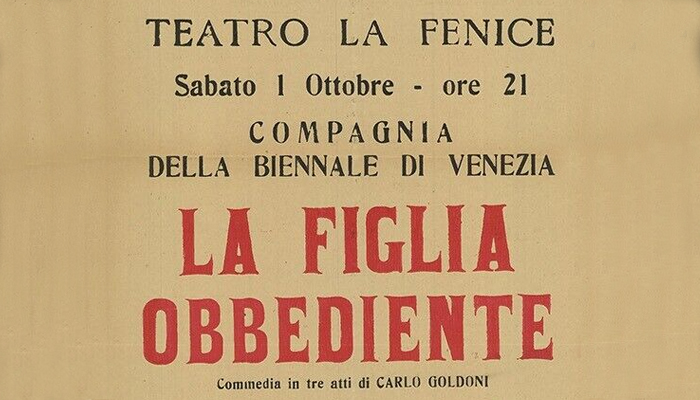 TEATRO LA FENICE
Sabato 1 Ottobre - ore 21
COMPAGNIA
DELLA BIENNALE DI VENEZIA
LA FIGLIA
OBBEDIENTE
Commedia in tre atti di CARLO GOLDONI